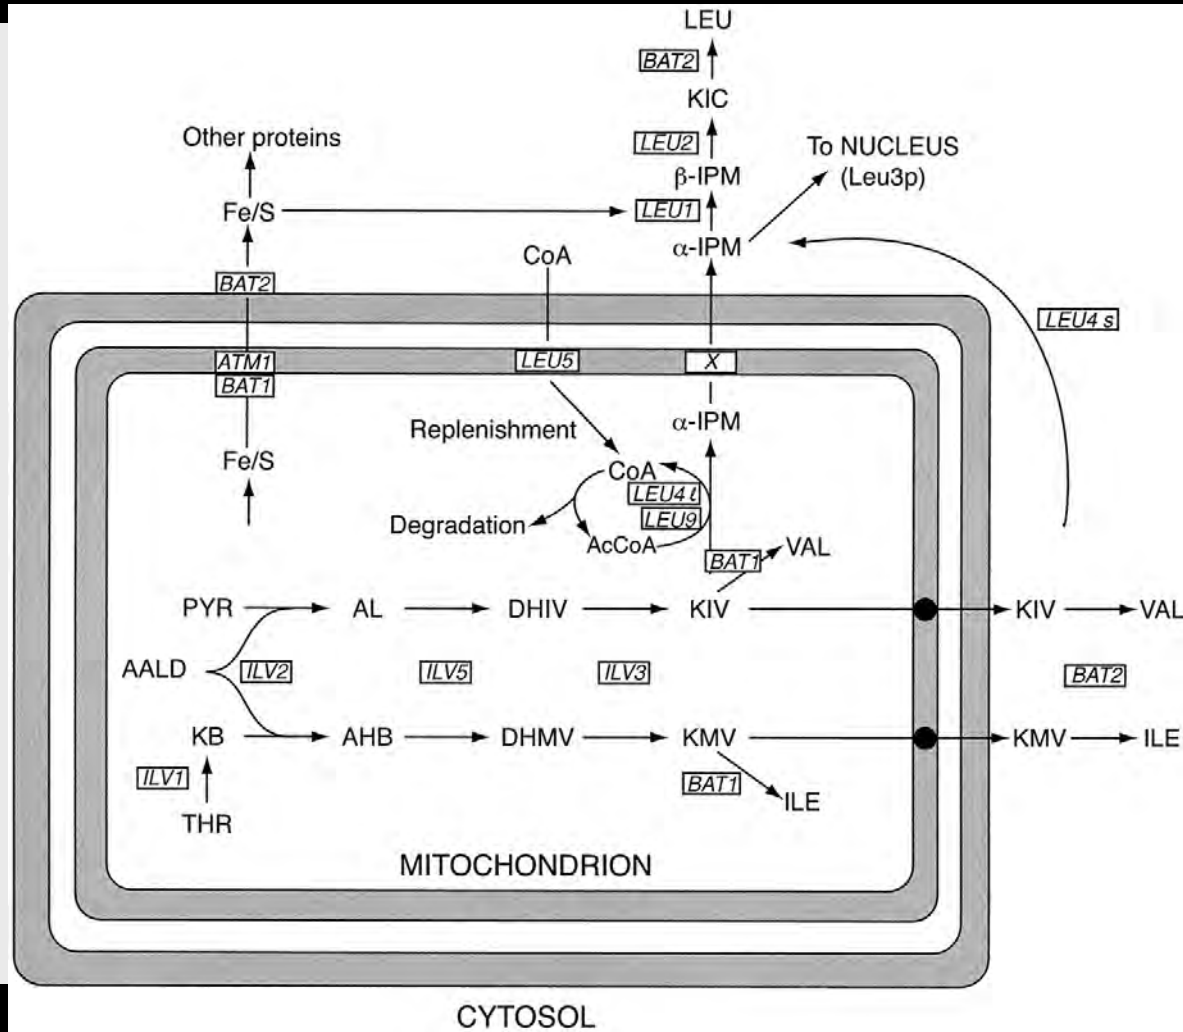 LEU
BAT2
KIC
Other proteins
LEU2
To NUCLEUS
(Leu3p)
β-IPM
Fe/S
LEU1
α-IPM
CoA
BAT2
LEU4 s
ATM1
LEU5
X
BAT1
Replenishment
α-IPM
Fe/S
CoA
LEU4 ℓ
LEU9
Degradation
AcCoA
BAT1
VAL
PYR
AL
DHIV
KIV
KIV
VAL
AALD
ILV2
ILV5
ILV3
BAT2
KB
AHB
DHMV
KMV
KMV
ILE
ILV1
BAT1
ILE
THR
MITOCHONDRION
CYTOSOL